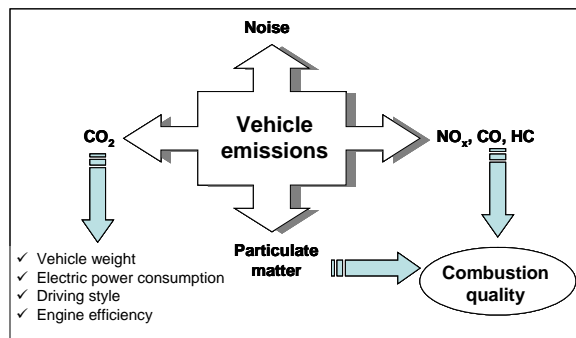 Noise
Vehicle
emissions
CO₂
NOₓ, CO, HC
Particulate
matter
✓ Vehicle weight
✓ Electric power consumption
✓ Driving style
✓ Engine efficiency
Combustion
quality